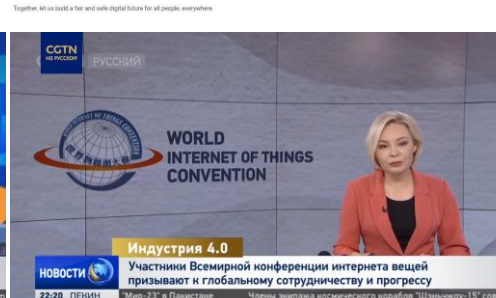 Together, let us build a fair and safe digital future for all people, everywhere.
CGTN
НА РУССКОМ
РУССКИЙ
WORLD
INTERNET OF THINGS
CONVENTION
Индустрия 4.0
НОВОСТИ
Участники Всемирной конференции интернета вещей
призывают к глобальному сотрудничеству и прогрессу
22:20 ПЕКИН "Мир-23" в Пакистане Члены экипажа космического корабля "Шэньчжоу-15"